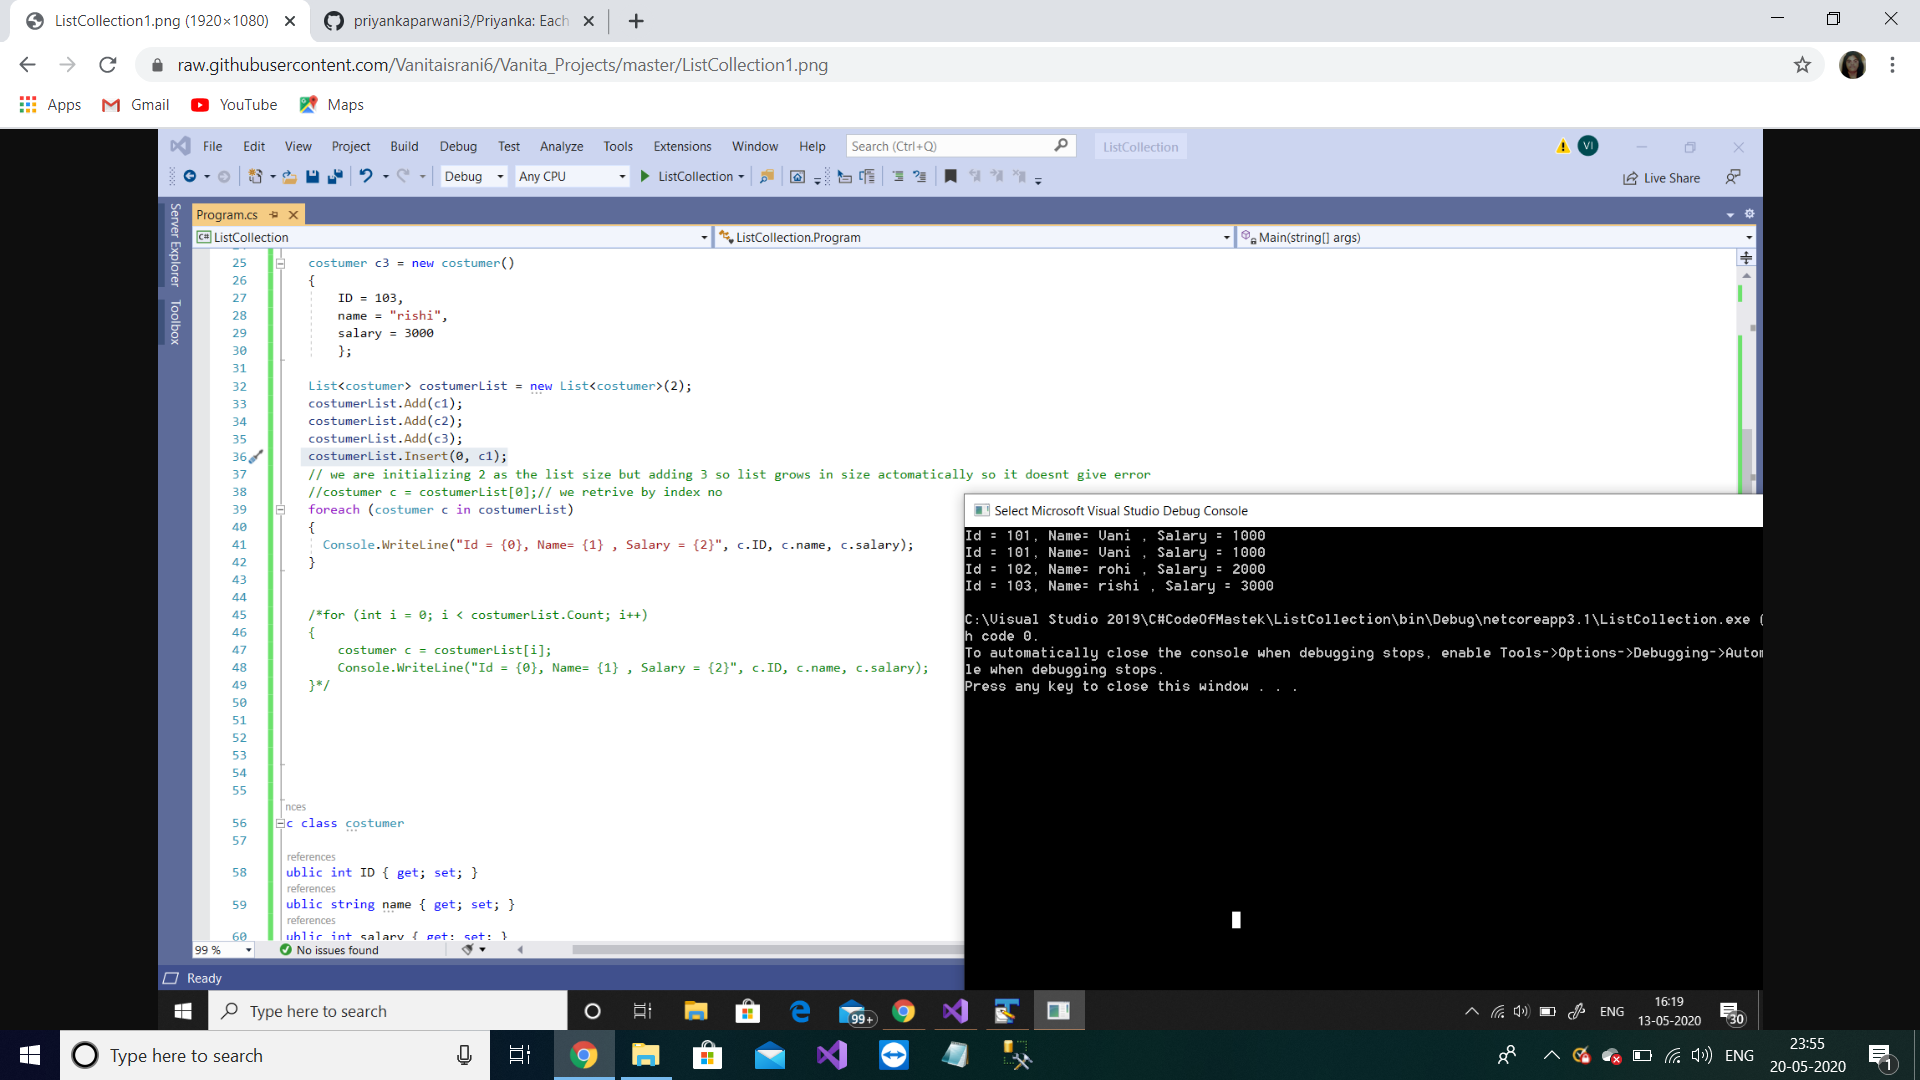 ListCollection1.png (1920×1080)
priyankaparwani3/Priyanka: Each
raw.githubusercontent.com/Vanitaisrani6/Vanita_Projects/master/ListCollection1.png
Apps Gmail YouTube Maps
File Edit View Project Build Debug Test Analyze Tools Extensions Window Help Search (Ctrl+Q) ListCollection VI
Debug Any CPU ListCollection Live Share
Server Explorer
Toolbox
Program.cs
C# ListCollection ListCollection.Program Main(string[] args)
25 costumer c3 = new costumer()
26 {
27 ID = 103,
28 name = "rishi",
29 salary = 3000
30 };
31
32 List<costumer> costumerList = new List<costumer>(2);
33 costumerList.Add(c1);
34 costumerList.Add(c2);
35 costumerList.Add(c3);
36 costumerList.Insert(0, c1);
37 // we are initializing 2 as the list size but adding 3 so list grows in size actomatically so it doesnt give error
38 //costumer c = costumerList[0];// we retrive by index no
39 foreach (costumer c in costumerList)
40 {
41 Console.WriteLine("Id = {0}, Name= {1} , Salary = {2}", c.ID, c.name, c.salary);
42 }
43
44
45 /*for (int i = 0; i < costumerList.Count; i++)
46 {
47 costumer c = costumerList[i];
48 Console.WriteLine("Id = {0}, Name= {1} , Salary = {2}", c.ID, c.name, c.salary);
49 }*/
50
51
52
53
54
55
nces
56 c class costumer
57
references
58 ublic int ID { get; set; }
references
59 ublic string name { get; set; }
references
60 ublic int salary { get; set; }
99 % No issues found
Ready
Select Microsoft Visual Studio Debug Console
Id = 101, Name= Vani , Salary = 1000
Id = 101, Name= Vani , Salary = 1000
Id = 102, Name= rohi , Salary = 2000
Id = 103, Name= rishi , Salary = 3000
C:\Visual Studio 2019\C#CodeOfMastek\ListCollection\bin\Debug\netcoreapp3.1\ListCollection.exe (
h code 0.
To automatically close the console when debugging stops, enable Tools->Options->Debugging->Autom
le when debugging stops.
Press any key to close this window . . .
Type here to search 99+ ENG 16:19
13-05-2020 30
Type here to search ENG 23:55
20-05-2020 1